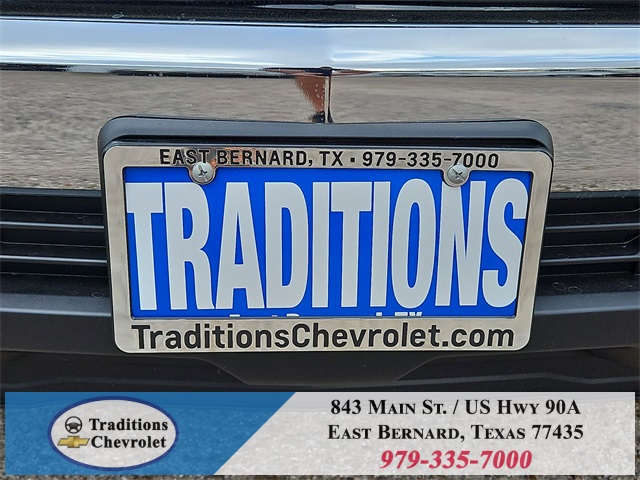 EAST BERNARD, TX • 979-335-7000
TRADITIONS
TraditionsChevrolet.com
Traditions
Chevrolet
843 MAIN ST. / US HWY 90A
EAST BERNARD, TEXAS 77435
979-335-7000